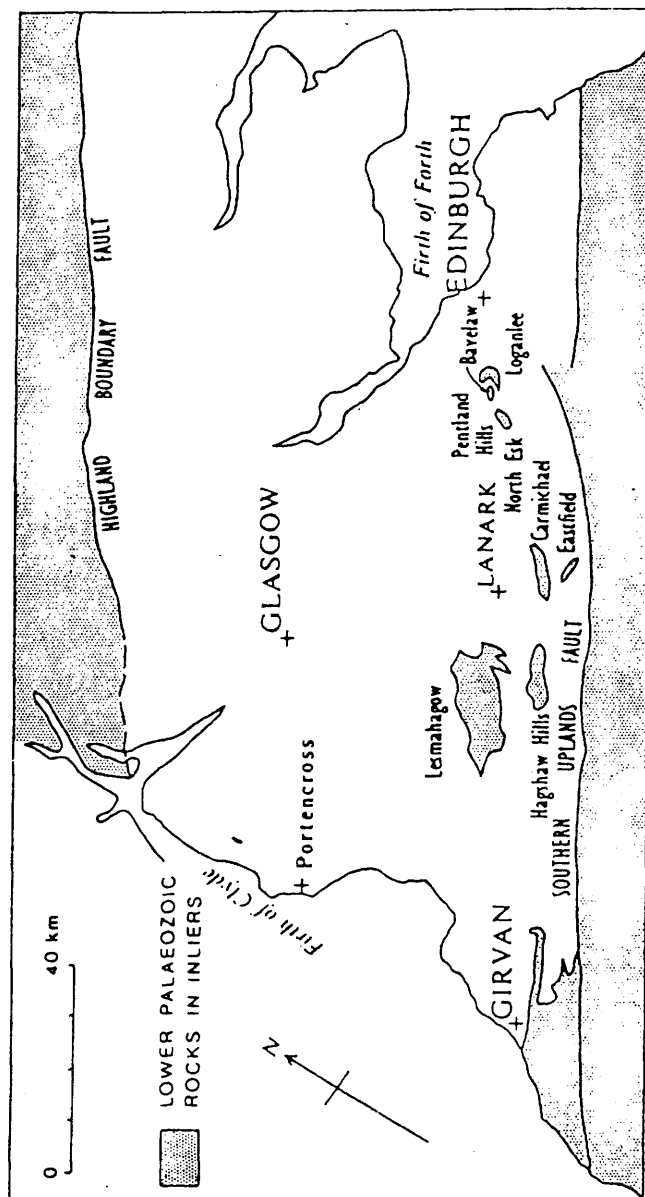 0 40 km
LOWER PALAEOZOIC
ROCKS IN INLIERS
N
HIGHLAND BOUNDARY FAULT
Firth of Clyde
+ Portencross
+ GLASGOW
Firth of Forth
EDINBURGH
+
GIRVAN
+
Lesmahagow
+ LANARK
Pentland
Hills
Bavelaw
North Esk
Loganlee
Hagshaw Hills
Carmichael
Eastfield
SOUTHERN UPLANDS FAULT